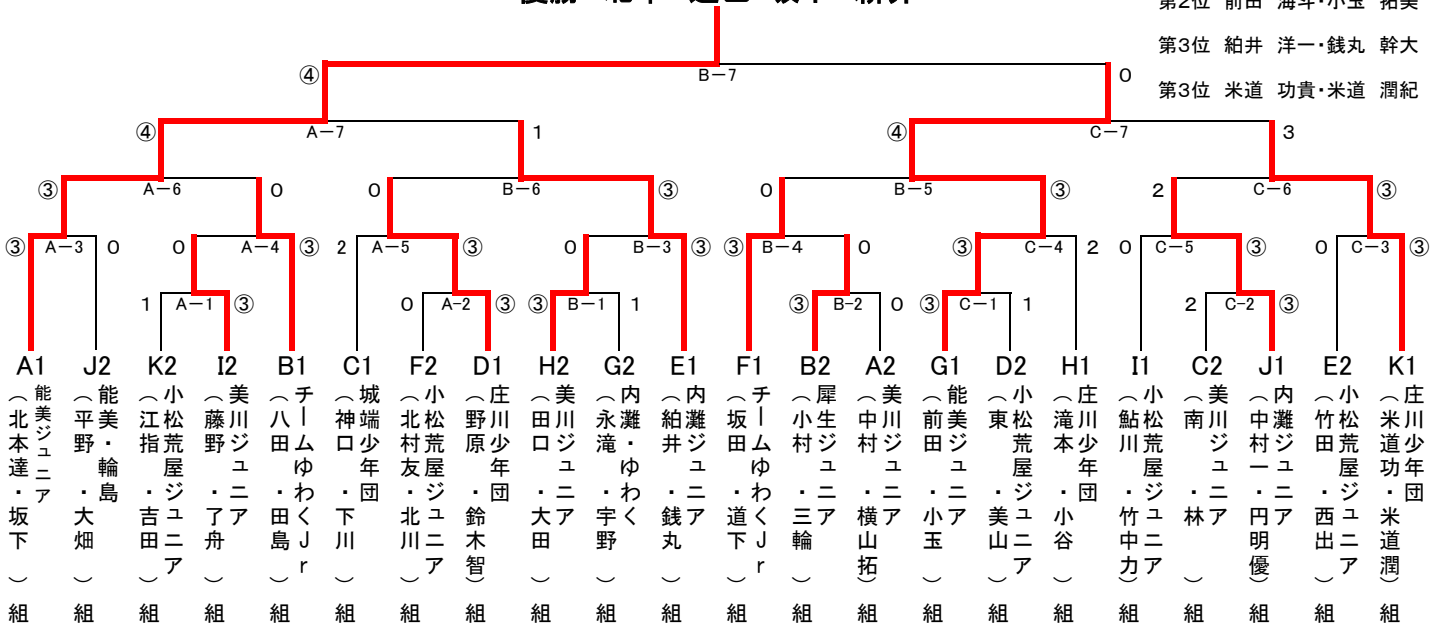 第2位 前田 海斗・小玉 拓美
第3位 紺井 洋一・銭丸 幹大
第3位 米道 功貴・米道 潤紀
④ B－7 0
④ A－7 1 ④ C－7 3
③ A－6 0 0 B－6 ③ 0 B－5 ③ 2 C－6 ③
③ A－3 0 0 A－4 ③ 2 A－5 ③ 0 B－3 ③ ③ B－4 0 ③ C－4 2 0 C－5 ③ 0 C－3 ③
1 A－1 ③ 0 A-2 ③ ③ B－1 1 ③ B-2 0 ③ C－1 1 2 C-2 ③
A1 J2 K2 I2 B1 C1 F2 D1 H2 G2 E1 F1 B2 A2 G1 D2 H1 I1 C2 J1 E2 K1
能美ジュニア
（北本達・坂下）組
能美・輪島
（平野・大畑）組
小松荒屋ジュニア
（江指・吉田）組
美川ジュニア
（藤野・了舟）組
チームゆわくJr
（八田・田島）組
城端少年団
（神口・下川）組
小松荒屋ジュニア
（北村友・北川）組
庄川少年団
（野原・鈴木智）組
美川ジュニア
（田口・大田）組
内灘・ゆわく
（永滝・宇野）組
内灘ジュニア
（紺井・銭丸）組
チームゆわくJr
（坂田・道下）組
犀生ジュニア
（小村・三輪）組
美川ジュニア
（中村・横山拓）組
能美ジュニア
（前田・小玉）組
小松荒屋ジュニア
（東・美山）組
庄川少年団
（滝本・小谷）組
小松荒屋ジュニア
（鮎川・竹中力）組
美川ジュニア
（南・林）組
内灘ジュニア
（中村一・円明優）組
小松荒屋ジュニア
（竹田・西出）組
庄川少年団
（米道功・米道潤）組